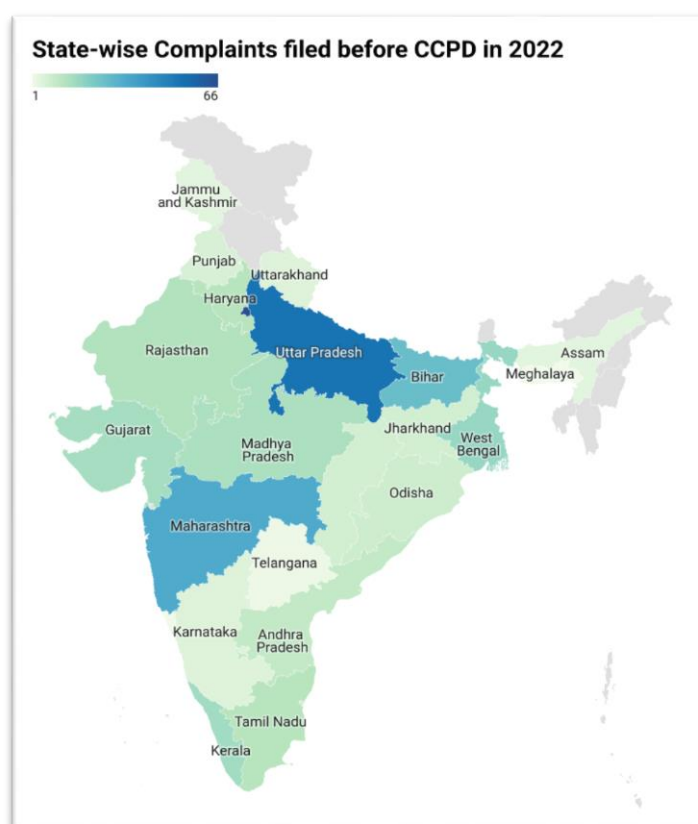 State-wise Complaints filed before CCPD in 2022
1 66
Jammu
and Kashmir
Punjab
Uttarakhand
Haryana
Rajasthan
Uttar Pradesh
Bihar
Assam
Meghalaya
Gujarat
Madhya
Pradesh
Jharkhand
West
Bengal
Odisha
Maharashtra
Telangana
Karnataka
Andhra
Pradesh
Tamil Nadu
Kerala